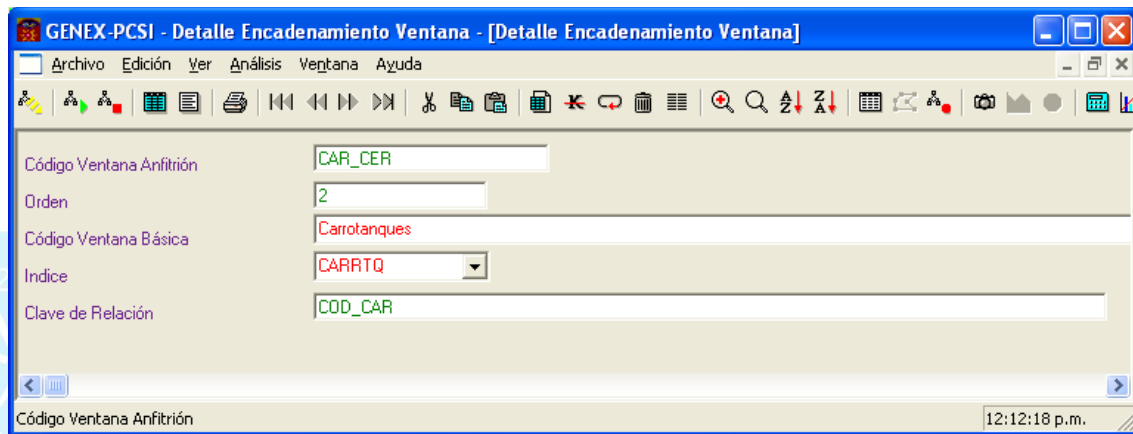 GENEX-PCSI - Detalle Encadenamiento Ventana - [Detalle Encadenamiento Ventana]
Archivo Edición Ver Análisis Ventana Ayuda
Código Ventana Anfitrión CAR_CER
Orden 2
Código Ventana Básica Carrotanques
Indice CARRTQ
Clave de Relación COD_CAR
Código Ventana Anfitrión 12:12:18 p.m.